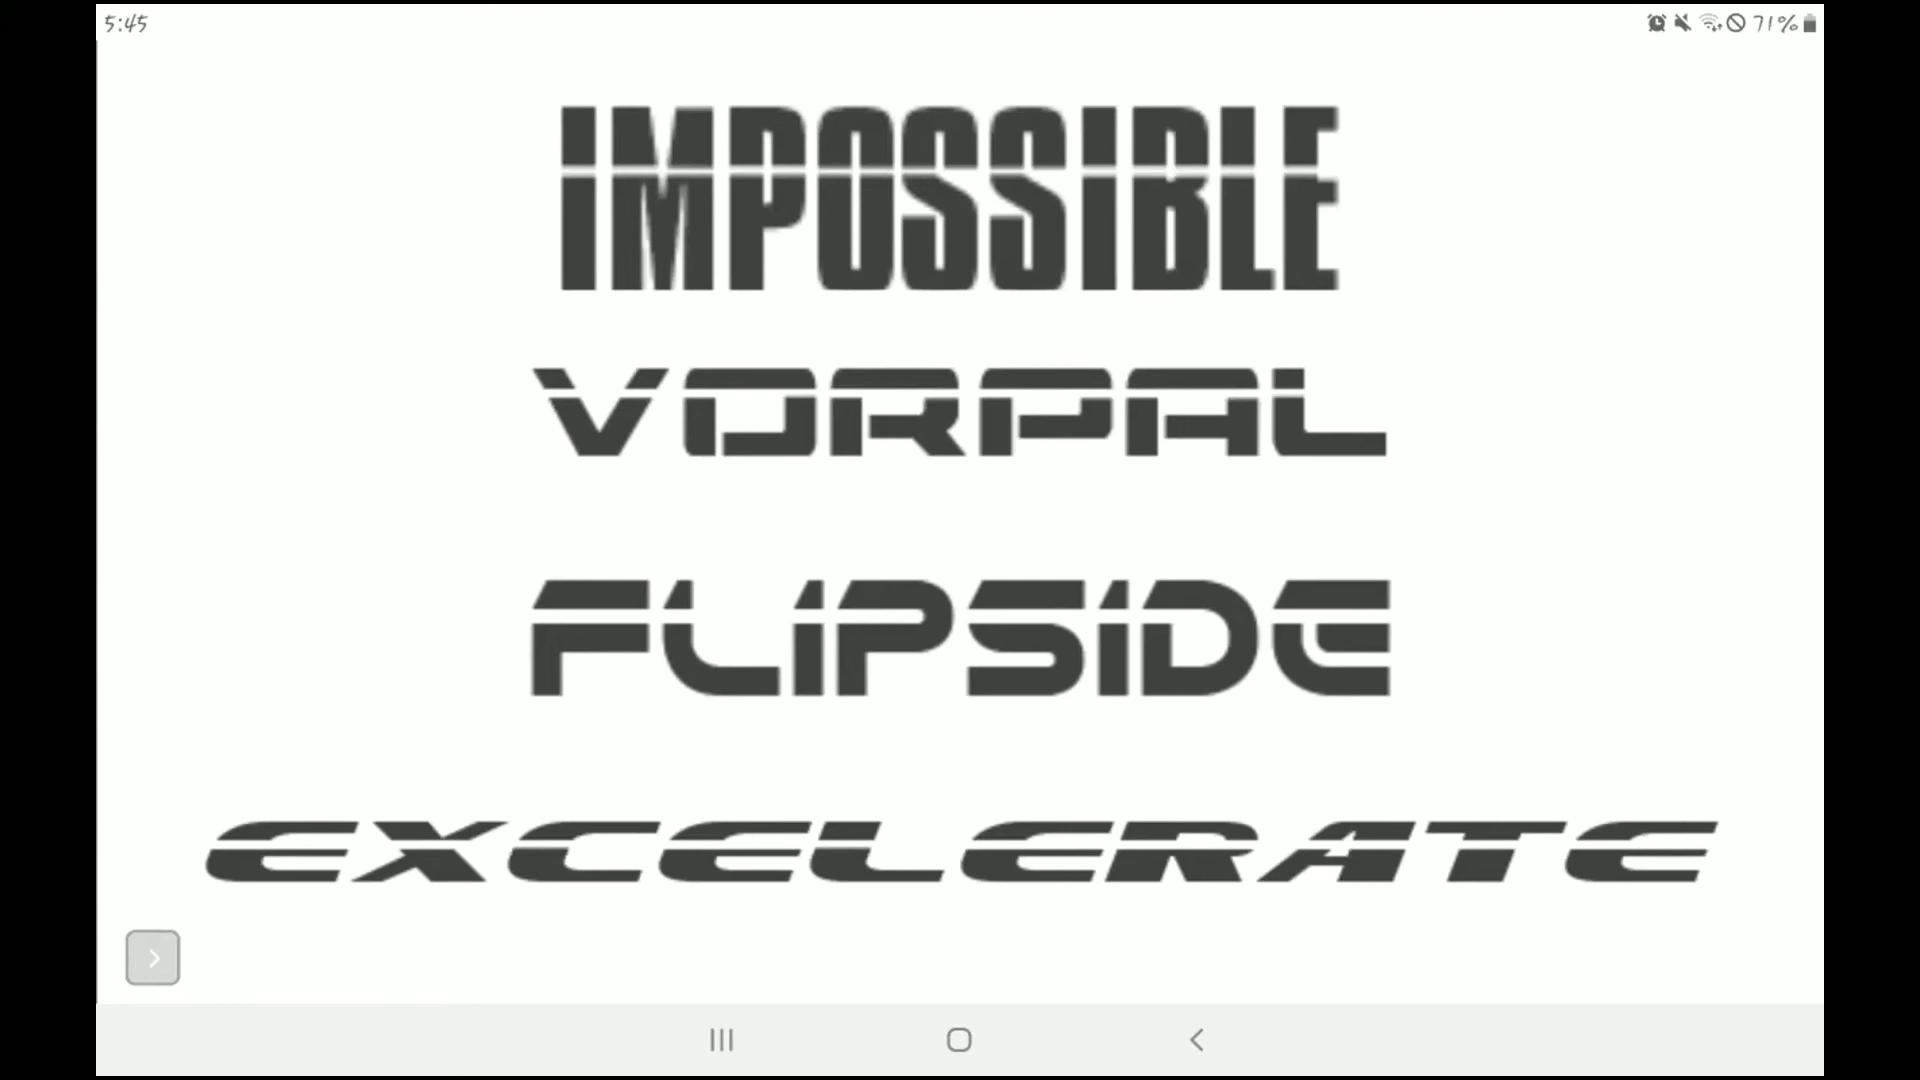 5:45
71%
IMPOSSIBLE
VORPAL
FLIPSIDE
EXCELERATE